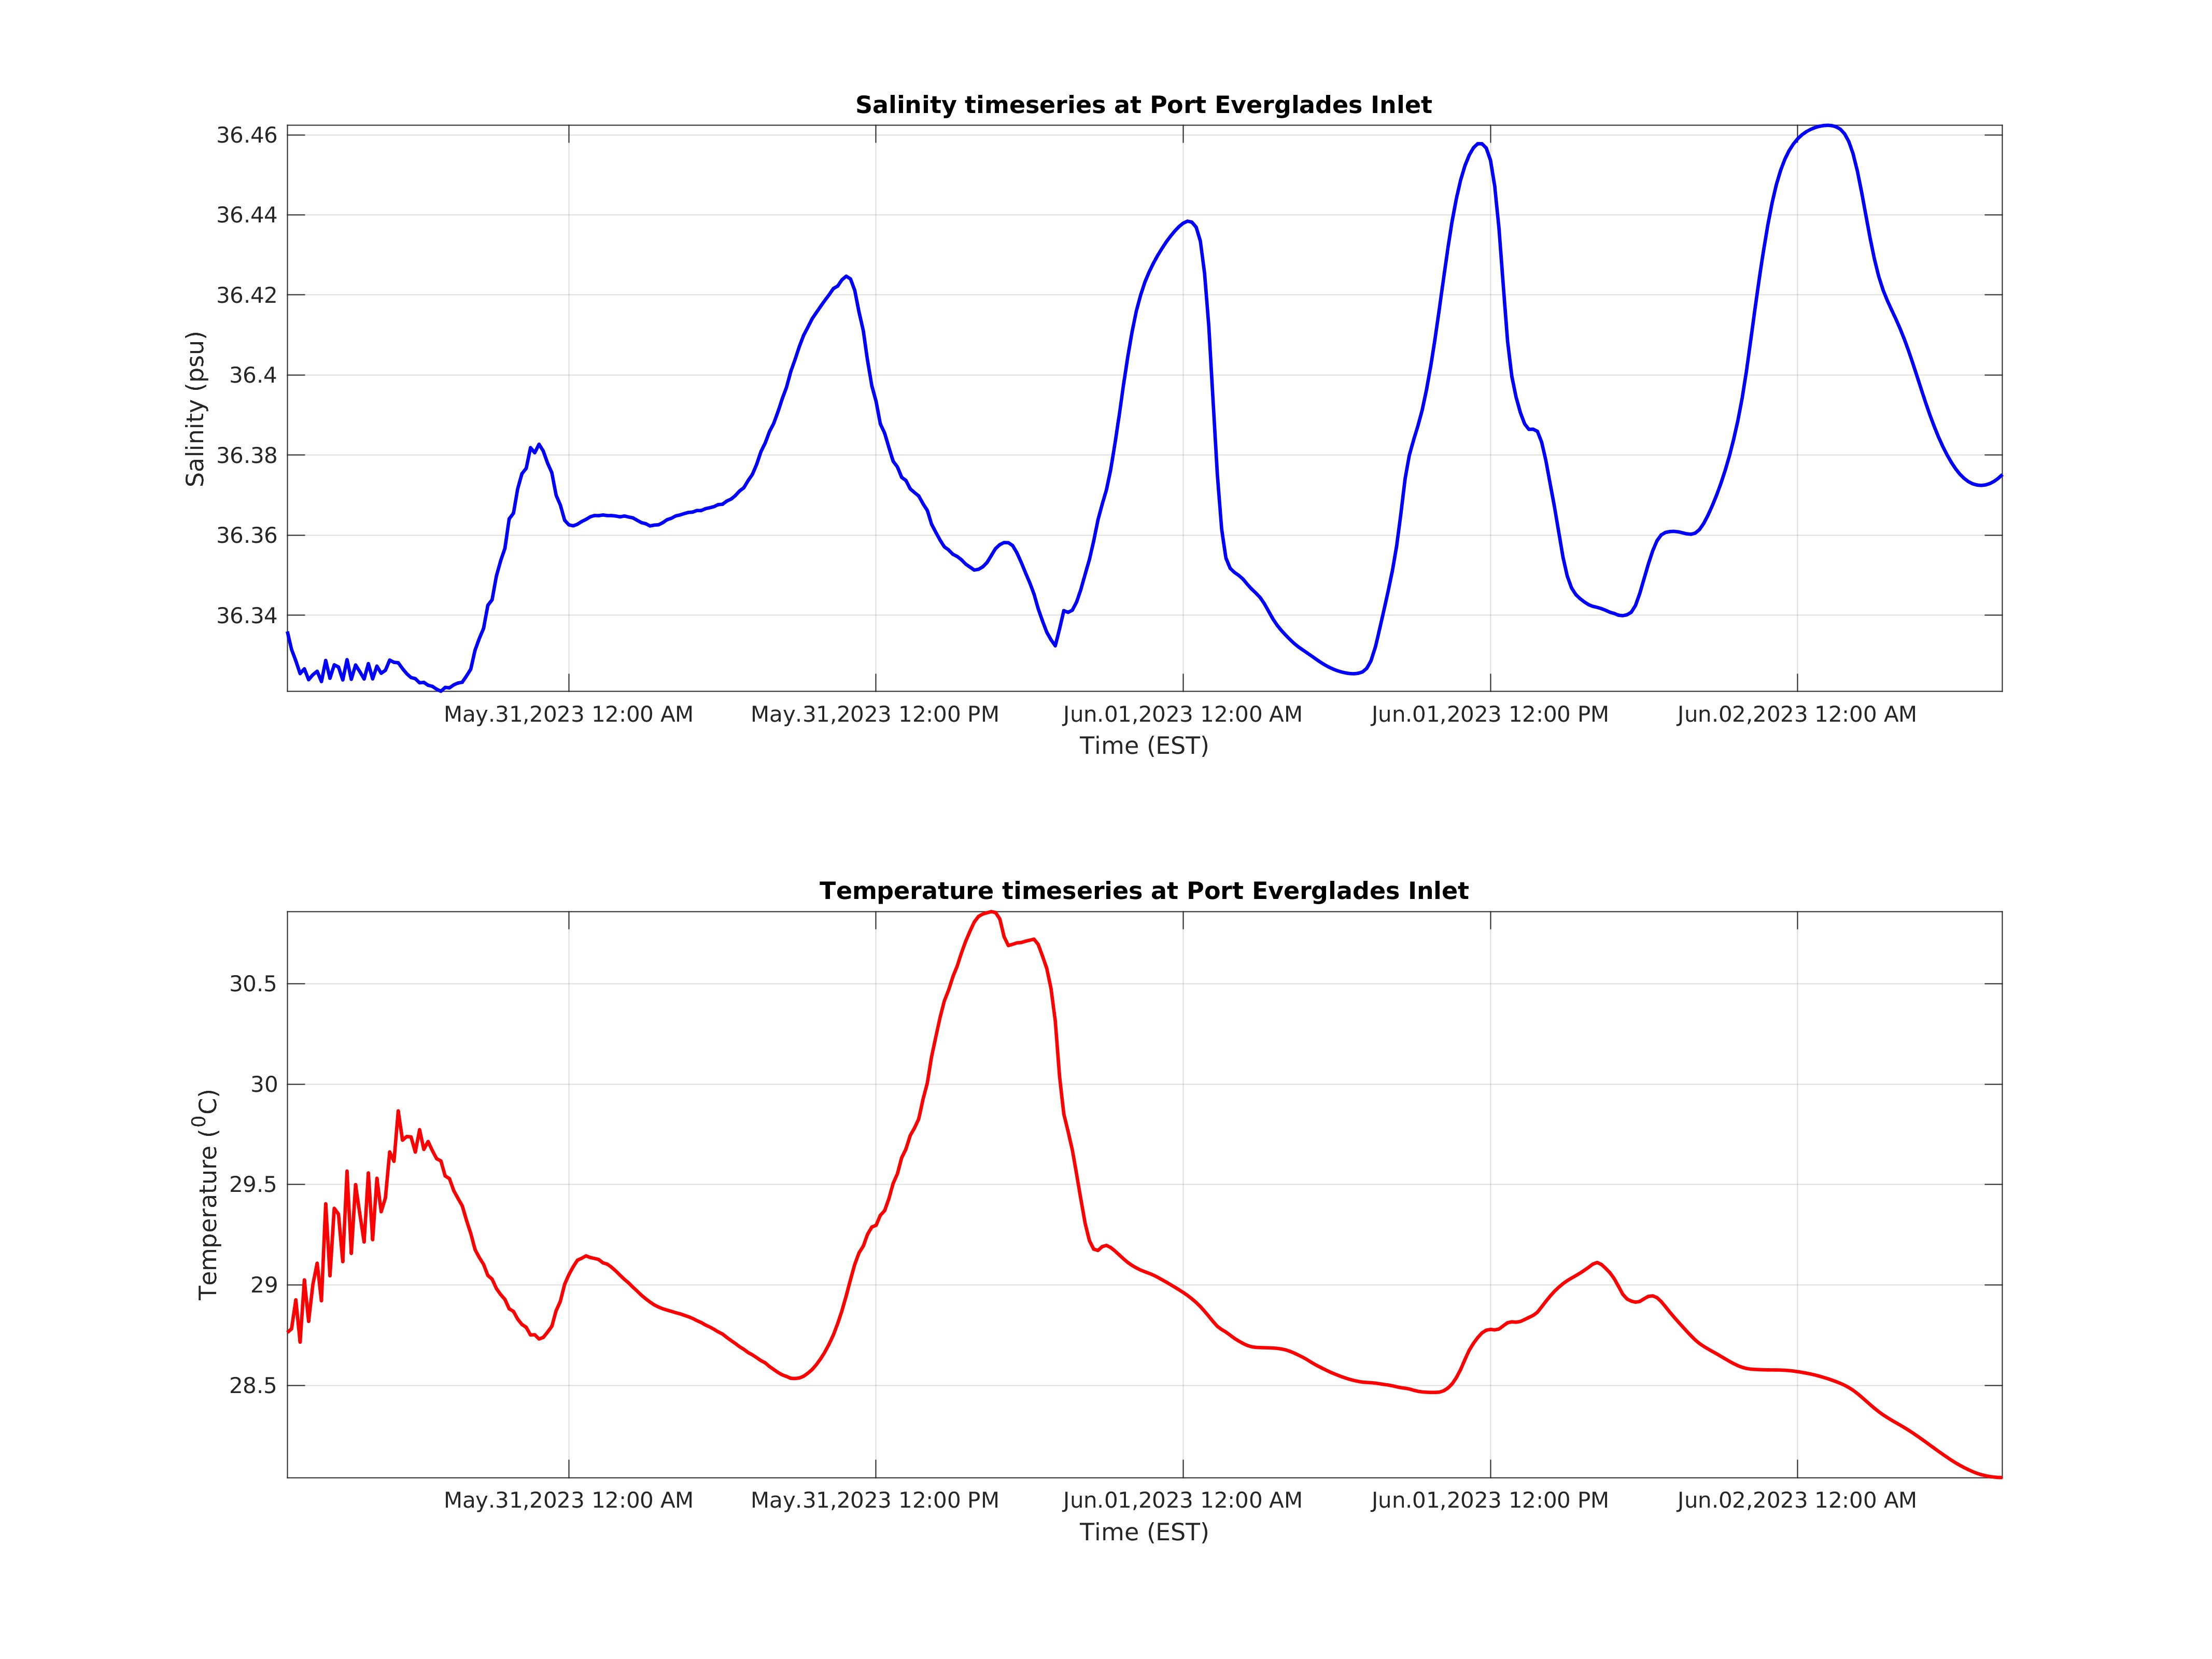 Salinity timeseries at Port Everglades Inlet
36.46
36.44
36.42
36.4
36.38
36.36
36.34
Salinity (psu)
May.31,2023 12:00 AM May.31,2023 12:00 PM Jun.01,2023 12:00 AM Jun.01,2023 12:00 PM Jun.02,2023 12:00 AM
Time (EST)
Temperature timeseries at Port Everglades Inlet
30.5
30
29.5
29
28.5
Temperature (⁰C)
May.31,2023 12:00 AM May.31,2023 12:00 PM Jun.01,2023 12:00 AM Jun.01,2023 12:00 PM Jun.02,2023 12:00 AM
Time (EST)